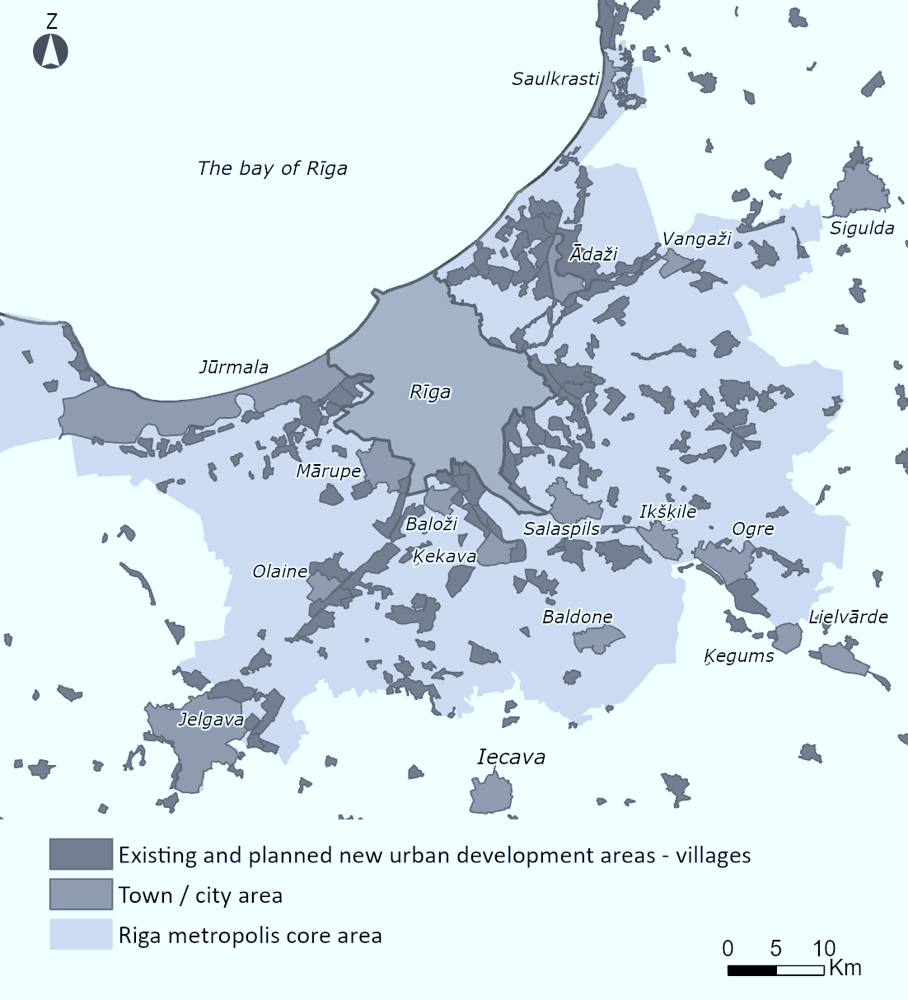 Z
Saulkrasti
The bay of Rīga
Sigulda
Vangaži
Ādaži
Jūrmala
Rīga
Mārupe
Ikšķile
Baloži
Salaspils
Ogre
Ķekava
Olaine
Baldone
Lielvārde
Ķegums
Jelgava
Iecava
Existing and planned new urban development areas - villages
Town / city area
Riga metropolis core area
0 5 10
Km